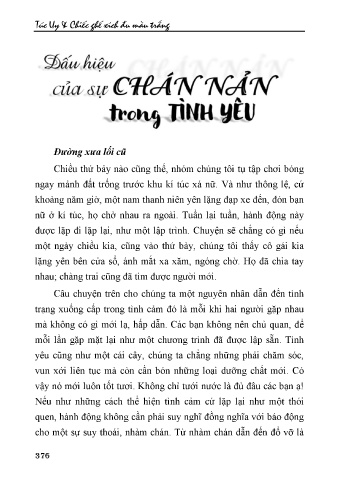 Túc Uy & Chiếc ghế xích đu màu trắng
Dấu hiệu
của sự CHÁN NẢN
trong TÌNH YÊU
Đường xưa lối cũ
Chiều thứ bảy nào cũng thế, nhóm chúng tôi tụ tập chơi bóng
ngay mảnh đất trống trước khu kí túc xá nữ. Và như thông lệ, cứ
khoảng năm giờ, một nam thanh niên yên lặng đạp xe đến, đón bạn
nữ ở kí túc, họ chở nhau ra ngoài. Tuần lại tuần, hành động này
được lặp đi lặp lại, như một lập trình. Chuyện sẽ chẳng có gì nếu
một ngày chiều kia, cũng vào thứ bảy, chúng tôi thấy cô gái kia
lặng yên bên cửa sổ, ánh mắt xa xăm, ngóng chờ. Họ đã chia tay
nhau; chàng trai cũng đã tìm được người mới.
Câu chuyện trên cho chúng ta một nguyên nhân dẫn đến tình
trạng xuống cấp trong tình cảm đó là mỗi khi hai người gặp nhau
mà không có gì mới lạ, hấp dẫn. Các bạn không nên chủ quan, để
mỗi lần gặp mặt lại như một chương trình đã được lập sẵn. Tình
yêu cũng như một cái cây, chúng ta chẳng những phải chăm sóc,
vun xới liên tục mà còn cần bón những loại dưỡng chất mới. Có
vậy nó mới luôn tốt tươi. Không chỉ tưới nước là đủ đâu các bạn ạ!
Nếu như những cách thể hiện tình cảm cứ lặp lại như một thói
quen, hành động không cần phải suy nghĩ đồng nghĩa với báo động
cho một sự suy thoái, nhàm chán. Từ nhàm chán dẫn đến đổ vỡ là
376